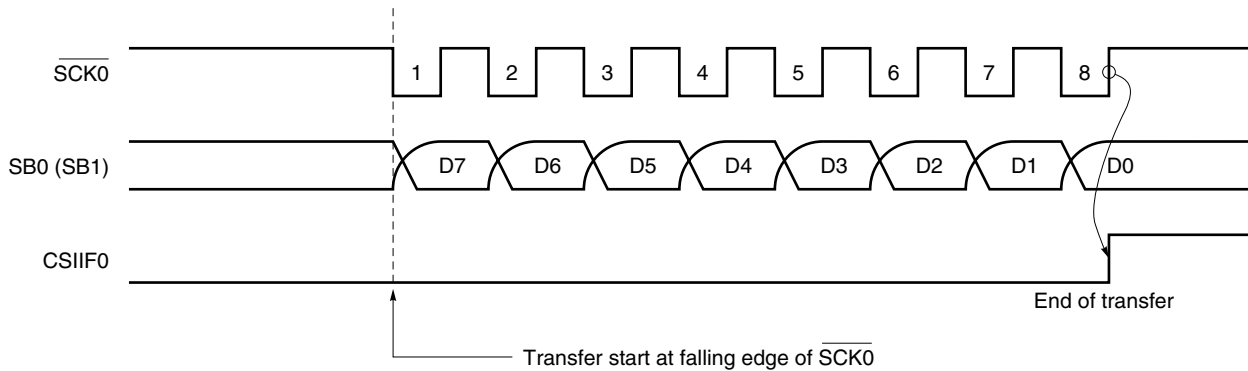 SCK0
1 2 3 4 5 6 7 8
SB0 (SB1)
D7 D6 D5 D4 D3 D2 D1 D0
CSIIF0
End of transfer
Transfer start at falling edge of SCK0